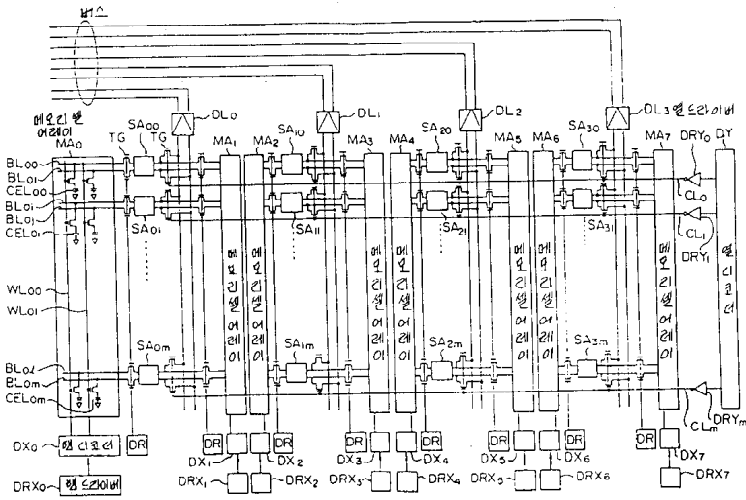 버스
메모리 셀
어레이
MA0
TG
SA00
TG
DL0
MA1
MA2
SA10
DL1
MA3
MA4
SA20
DL2
MA5
MA6
SA30
DL3
열드라이버
MA7
DRY0
DY
BL00
BL01
CEL00
BL0i
BL0j
CEL01
SA01
SA11
SA21
SA31
CL0
CL1
DRY1
WL00
WL01
메모리셀어레이
메모리셀어레이
메모리셀어레이
메모리셀어레이
메모리셀어레이
메모리셀어레이
메모리셀어레이
열디코더
BL0l
BL0m
CEL0m
SA0m
SA1m
SA2m
SA3m
CLm
DRYm
DX0
행디코더
DR
DR
DR
DR
DR
DR
DR
DR
DX1
DX2
DX3
DX4
DX5
DX6
DX7
DRX0
행드라이버
DRX1
DRX2
DRX3
DRX4
DRX5
DRX6
DRX7